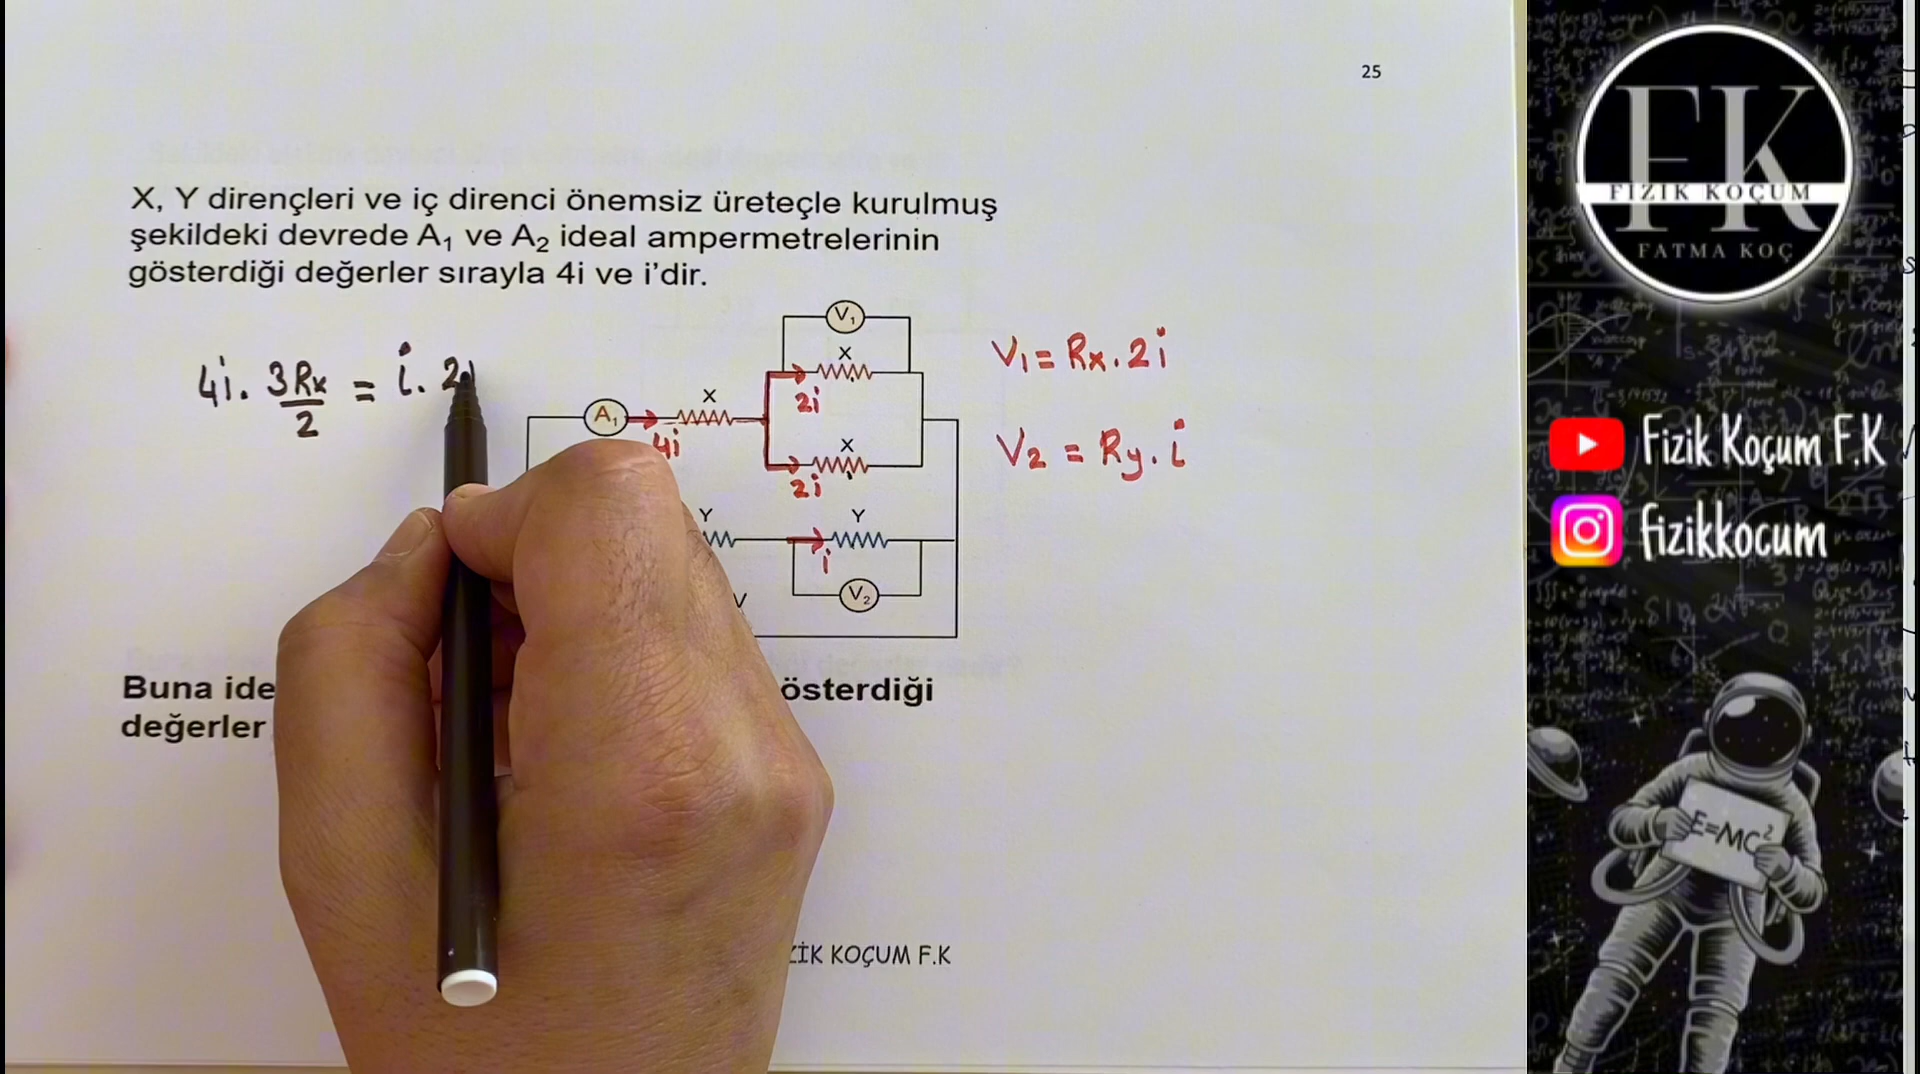 25
X, Y dirençleri ve iç direnci önemsiz üreteçle kurulmuş
şekildeki devrede A₁ ve A₂ ideal ampermetrelerinin
gösterdiği değerler sırayla 4i ve i’dir.
4i. 3Rx/2 = i. 2
V₁
X
2i
X
A₁
4i
X
2i
Y
Y
i
V₂
V
V₁ = Rx. 2i
V₂ = Ry. i
Buna ide österdiği
değerler
KOÇUM F.K
FK
FİZİK KOÇUM
FATMA KOÇ
Fizik Koçum F.K
fizikkocum
E=MC²